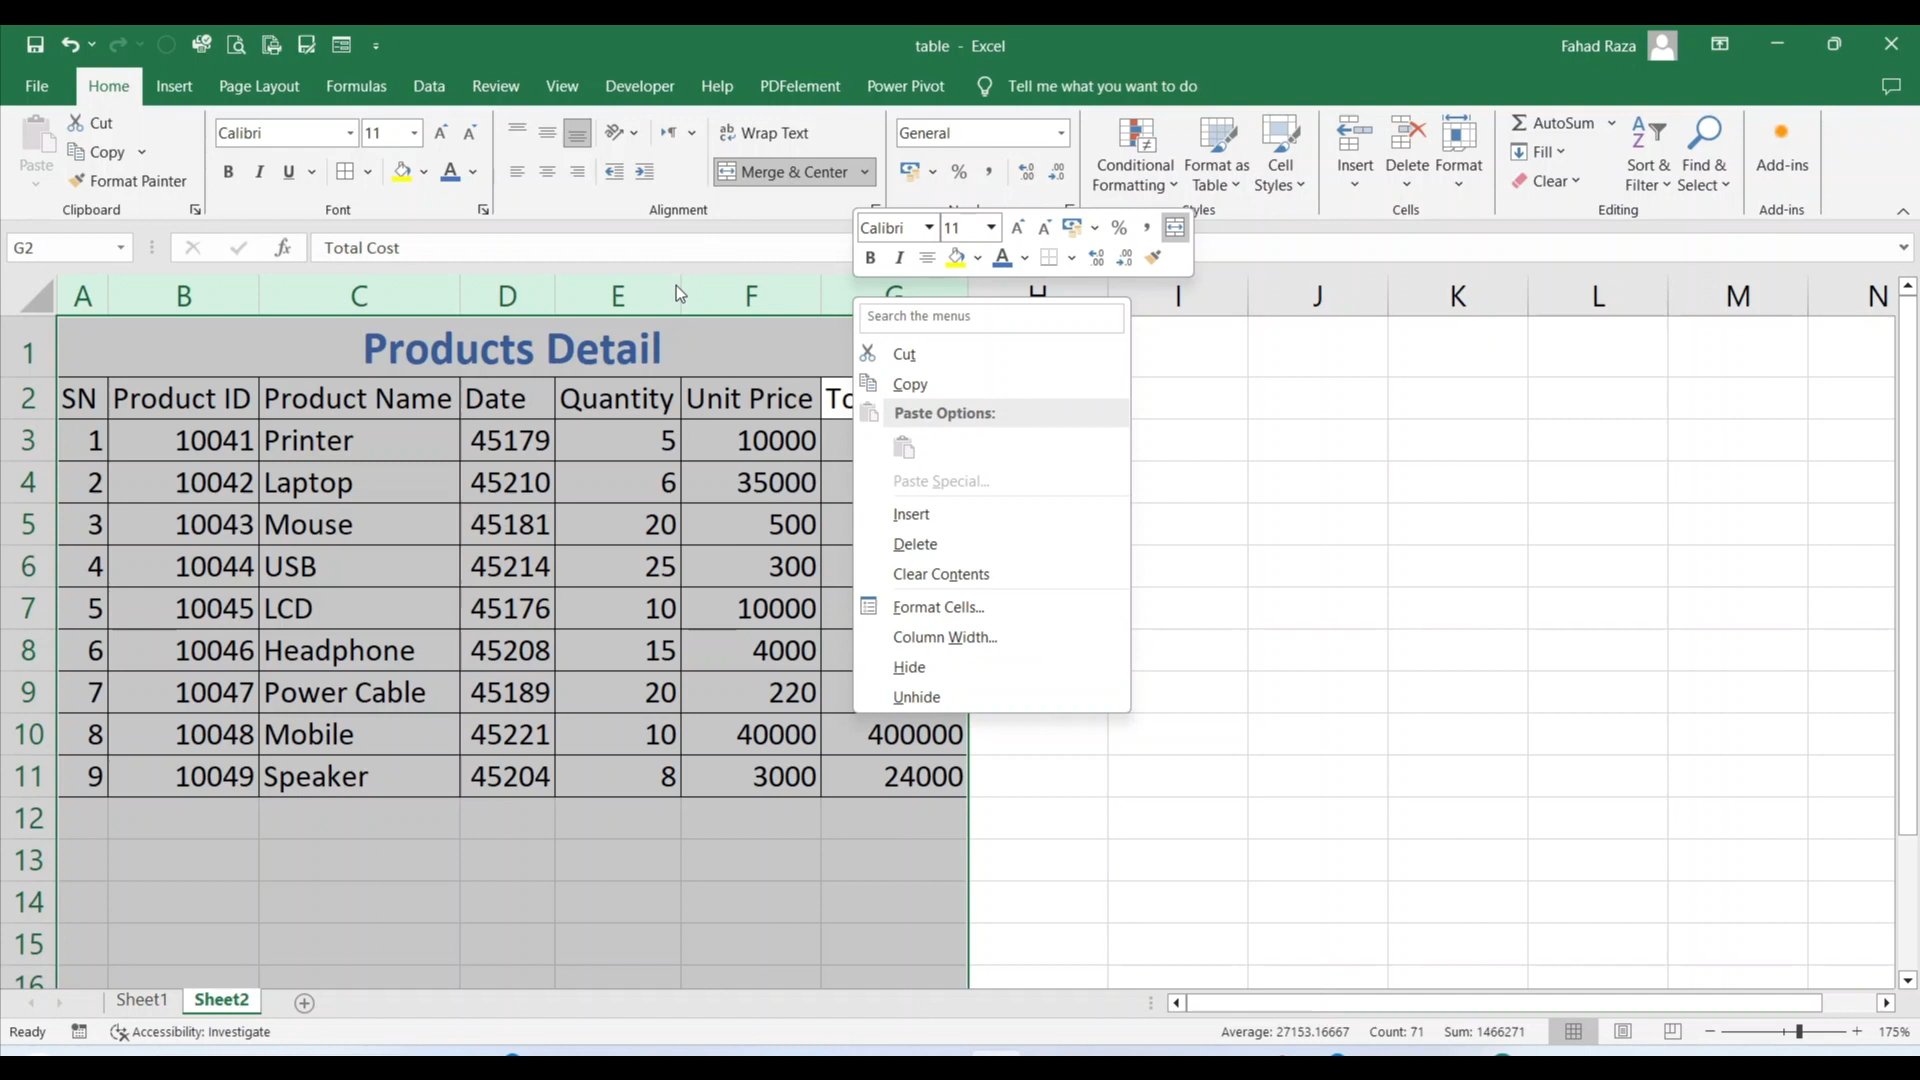 table - Excel
Fahad Raza
File Home Insert Page Layout Formulas Data Review View Developer Help PDFelement Power Pivot Tell me what you want to do
Paste
Cut
Copy
Format Painter
Clipboard
Calibri 11
B I U
Font
Wrap Text
Merge & Center
Alignment
General
%
Conditional Formatting
Format as Table
Cell Styles
Styles
Insert Delete Format
Cells
AutoSum
Fill
Clear
Sort & Filter
Find & Select
Editing
Add-ins
Add-ins
G2 fx Total Cost
Calibri 11 %
B I A
A B C D E F G H I J K L M N
1 Products Detail
2 SN Product ID Product Name Date Quantity Unit Price
3 1 10041 Printer 45179 5 10000
4 2 10042 Laptop 45210 6 35000
5 3 10043 Mouse 45181 20 500
6 4 10044 USB 45214 25 300
7 5 10045 LCD 45176 10 10000
8 6 10046 Headphone 45208 15 4000
9 7 10047 Power Cable 45189 20 220
10 8 10048 Mobile 45221 10 40000 400000
11 9 10049 Speaker 45204 8 3000 24000
12
13
14
15
16
Search the menus
Cut
Copy
Paste Options:
Paste Special...
Insert
Delete
Clear Contents
Format Cells...
Column Width...
Hide
Unhide
Sheet1 Sheet2
Ready Accessibility: Investigate Average: 27153.16667 Count: 71 Sum: 1466271 175%